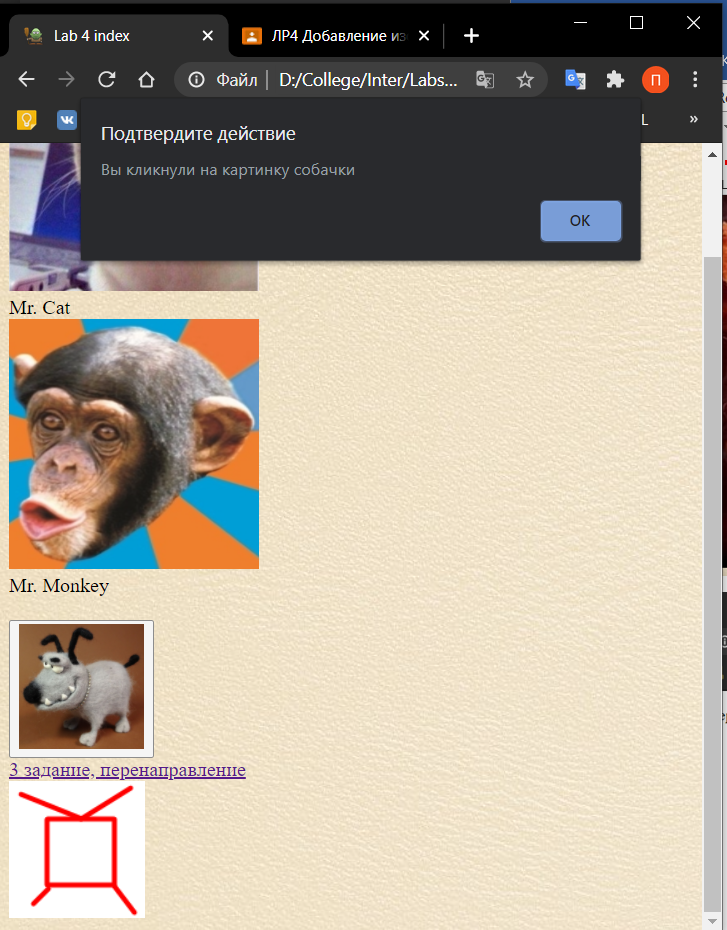 Lab 4 index
ЛР4 Добавление из
Файл | D:/College/Inter/Labs...
П
L
»
Подтвердите действие
Вы кликнули на картинку собачки
ОК
Mr. Cat
Mr. Monkey
3 задание, перенаправление